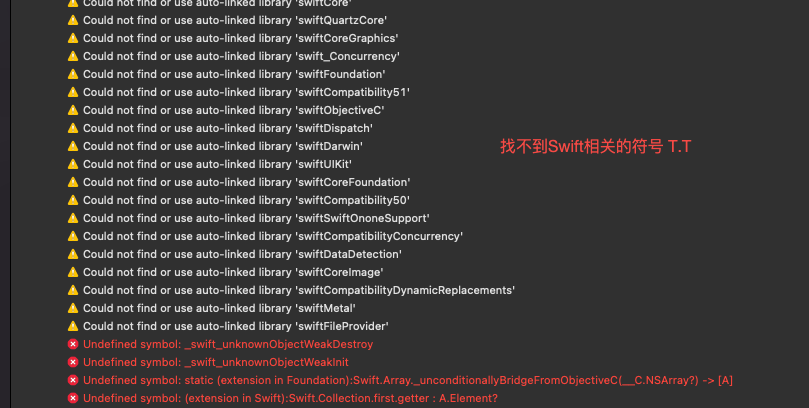 Could not find or use auto-linked library 'swiftCore'
Could not find or use auto-linked library 'swiftQuartzCore'
Could not find or use auto-linked library 'swiftCoreGraphics'
Could not find or use auto-linked library 'swift_Concurrency'
Could not find or use auto-linked library 'swiftFoundation'
Could not find or use auto-linked library 'swiftCompatibility51'
Could not find or use auto-linked library 'swiftObjectiveC'
Could not find or use auto-linked library 'swiftDispatch'
Could not find or use auto-linked library 'swiftDarwin'
找不到Swift相关的符号 T.T
Could not find or use auto-linked library 'swiftUIKit'
Could not find or use auto-linked library 'swiftCoreFoundation'
Could not find or use auto-linked library 'swiftCompatibility50'
Could not find or use auto-linked library 'swiftSwiftOnoneSupport'
Could not find or use auto-linked library 'swiftCompatibilityConcurrency'
Could not find or use auto-linked library 'swiftDataDetection'
Could not find or use auto-linked library 'swiftCoreImage'
Could not find or use auto-linked library 'swiftCompatibilityDynamicReplacements'
Could not find or use auto-linked library 'swiftMetal'
Could not find or use auto-linked library 'swiftFileProvider'
Undefined symbol: _swift_unknownObjectWeakDestroy
Undefined symbol: _swift_unknownObjectWeakInit
Undefined symbol: static (extension in Foundation):Swift.Array._unconditionallyBridgeFromObjectiveC(__C.NSArray?) -> [A]
Undefined symbol: (extension in Swift):Swift.Collection.first.getter : A.Element?